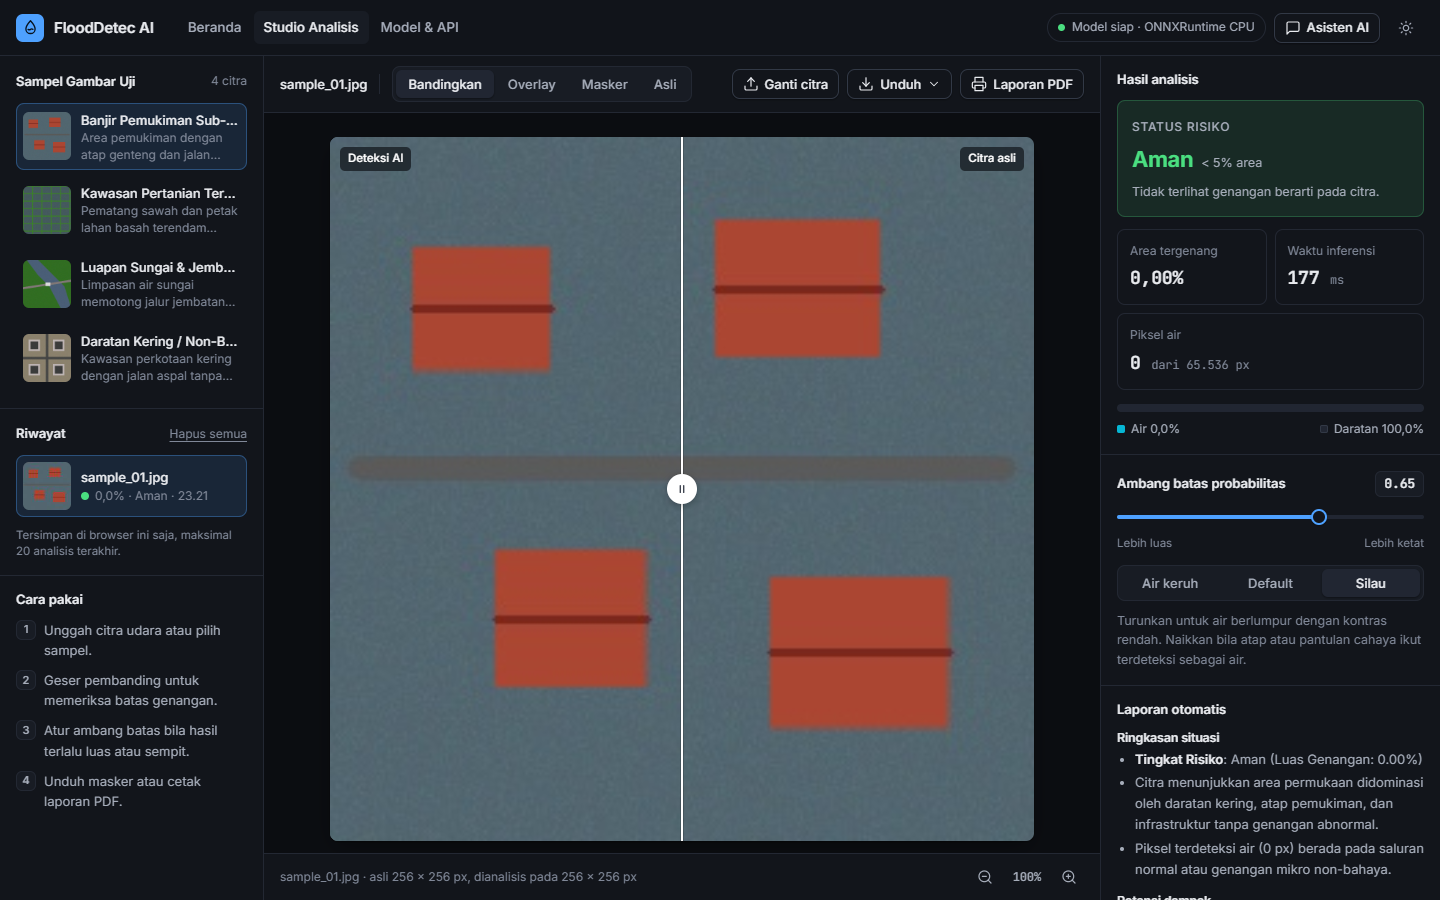 FloodDetec AI
Beranda
Studio Analisis
Model & API
Model siap · ONNXRuntime CPU
Asisten AI
Sampel Gambar Uji
4 citra
Banjir Pemukiman Sub-...
Area pemukiman dengan
atap genteng dan jalan...
Kawasan Pertanian Ter...
Pematang sawah dan petak
lahan basah terendam...
Luapan Sungai & Jemb...
Limpasan air sungai
memotong jalur jembatan...
Daratan Kering / Non-B...
Kawasan perkotaan kering
dengan jalan aspal tanpa...
Riwayat
Hapus semua
sample_01.jpg
0,0% · Aman · 23.21
Tersimpan di browser ini saja, maksimal
20 analisis terakhir.
Cara pakai
1 Unggah citra udara atau pilih
sampel.
2 Geser pembanding untuk
memeriksa batas genangan.
3 Atur ambang batas bila hasil
terlalu luas atau sempit.
4 Unduh masker atau cetak
laporan PDF.
sample_01.jpg
Bandingkan
Overlay
Masker
Asli
Ganti citra
Unduh
Laporan PDF
Deteksi AI
Citra asli
sample_01.jpg · asli 256 × 256 px, dianalisis pada 256 × 256 px
100%
Hasil analisis
STATUS RISIKO
Aman < 5% area
Tidak terlihat genangan berarti pada citra.
Area tergenang
0,00%
Waktu inferensi
177 ms
Piksel air
0 dari 65.536 px
Air 0,0%
Daratan 100,0%
Ambang batas probabilitas
0.65
Lebih luas
Lebih ketat
Air keruh
Default
Silau
Turunkan untuk air berlumpur dengan kontras
rendah. Naikkan bila atap atau pantulan cahaya ikut
terdeteksi sebagai air.
Laporan otomatis
Ringkasan situasi
• Tingkat Risiko: Aman (Luas Genangan: 0.00%)
• Citra menunjukkan area permukaan didominasi
oleh daratan kering, atap pemukiman, dan
infrastruktur tanpa genangan abnormal.
• Piksel terdeteksi air (0 px) berada pada saluran
normal atau genangan mikro non-bahaya.